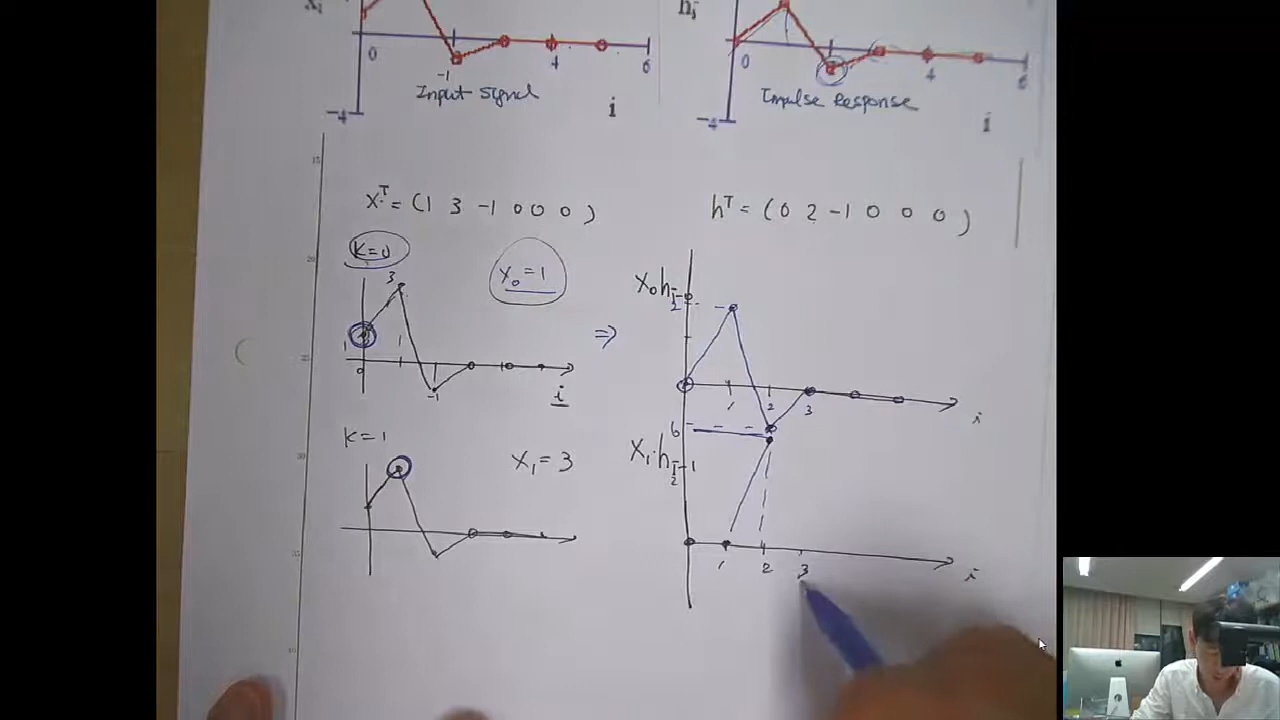 x_i
h_i
0
4
6
-1
-4
i
Input Signal
0
4
6
-4
i
Impulse Response
x^T = (1 3 -1 0 0 0)
h^T = (0 2 -1 0 0 0)
K=0
x_0 = 1
3
1
1
0
-1
i
⇒
x_0 h
2
1
2
3
i
K=1
x_1 = 3
x_1 · h
6
1
2
3
i